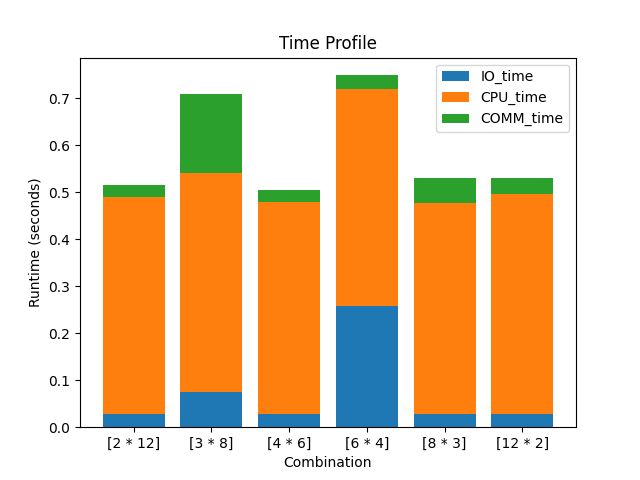 Time Profile
IO_time
CPU_time
COMM_time
Runtime (seconds)
0.7
0.6
0.5
0.4
0.3
0.2
0.1
0.0
[2 * 12] [3 * 8] [4 * 6] [6 * 4] [8 * 3] [12 * 2]
Combination